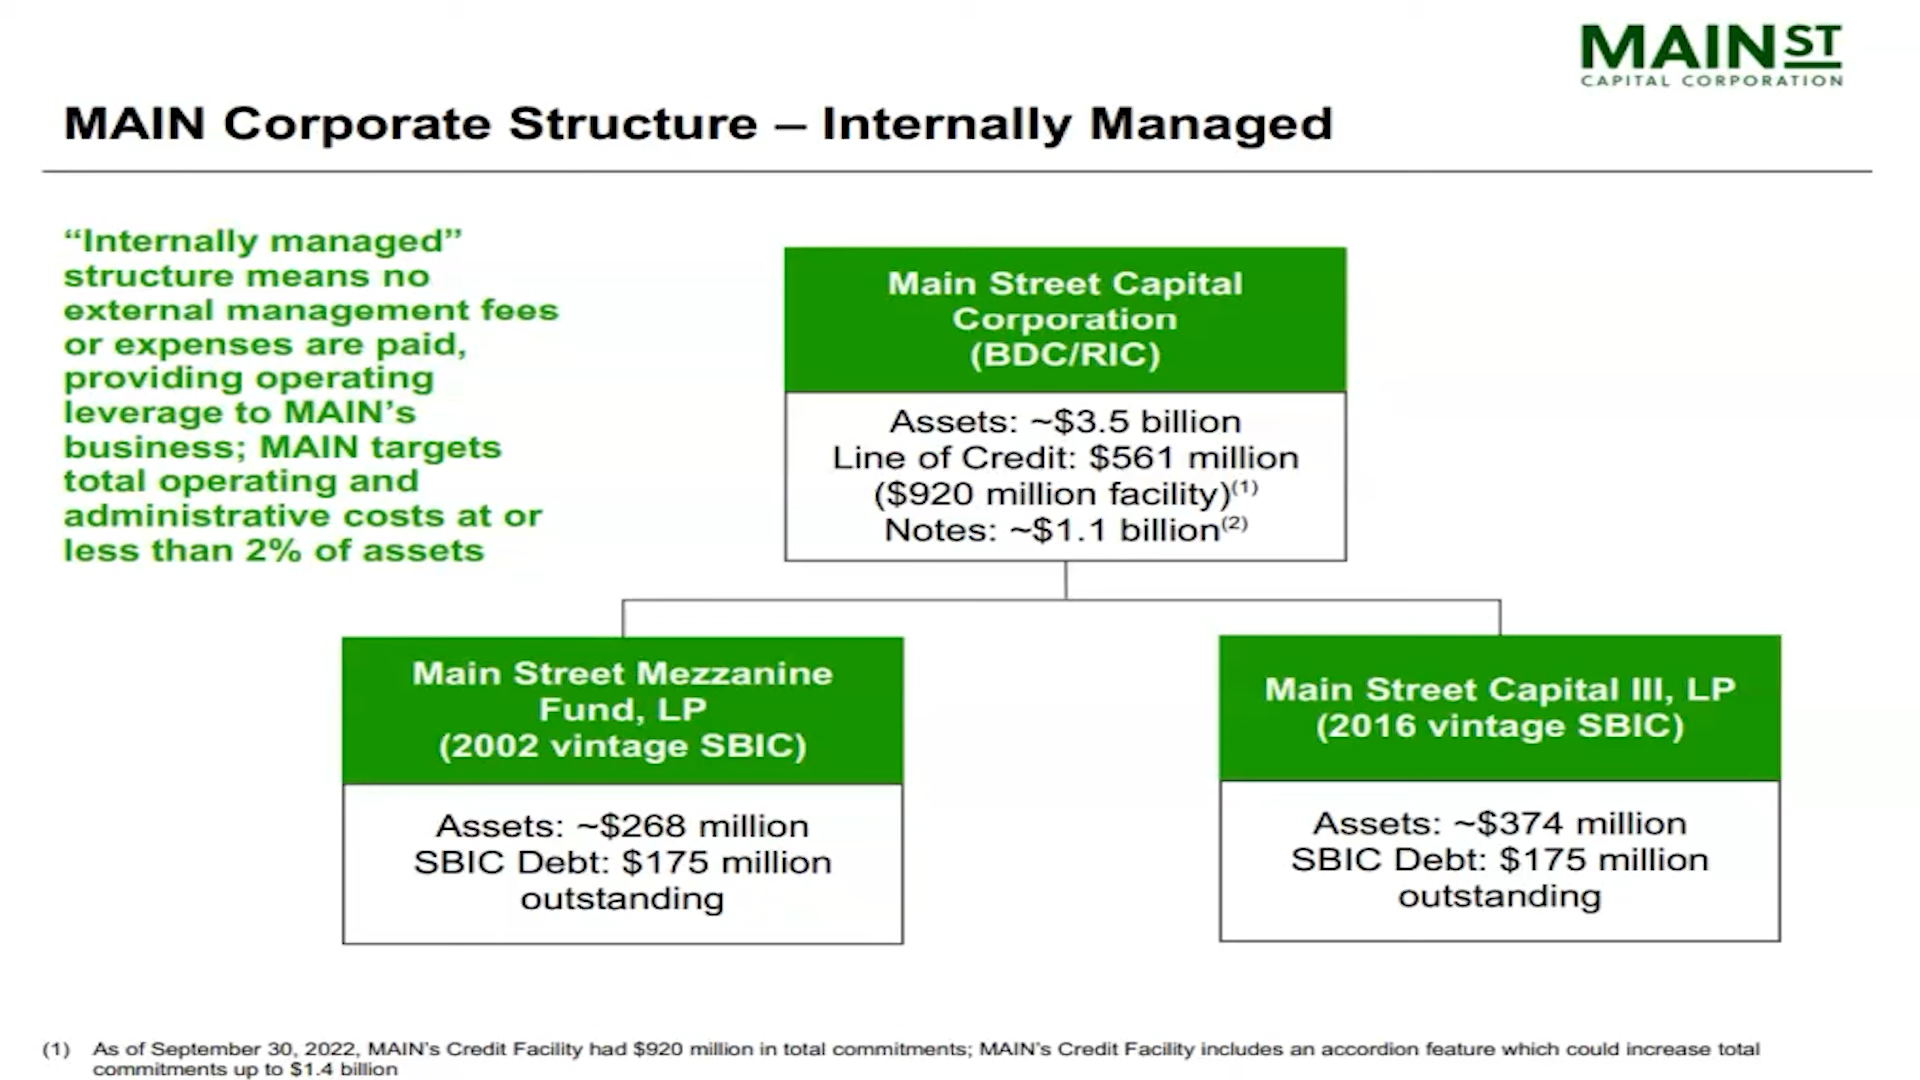 MAIN ST
CAPITAL CORPORATION
MAIN Corporate Structure – Internally Managed
“Internally managed”
structure means no
external management fees
or expenses are paid,
providing operating
leverage to MAIN’s
business; MAIN targets
total operating and
administrative costs at or
less than 2% of assets
Main Street Capital
Corporation
(BDC/RIC)
Assets: ~$3.5 billion
Line of Credit: $561 million
($920 million facility)(1)
Notes: ~$1.1 billion(2)
Main Street Mezzanine
Fund, LP
(2002 vintage SBIC)
Assets: ~$268 million
SBIC Debt: $175 million
outstanding
Main Street Capital III, LP
(2016 vintage SBIC)
Assets: ~$374 million
SBIC Debt: $175 million
outstanding
(1) As of September 30, 2022, MAIN’s Credit Facility had $920 million in total commitments; MAIN’s Credit Facility includes an accordion feature which could increase total
commitments up to $1.4 billion